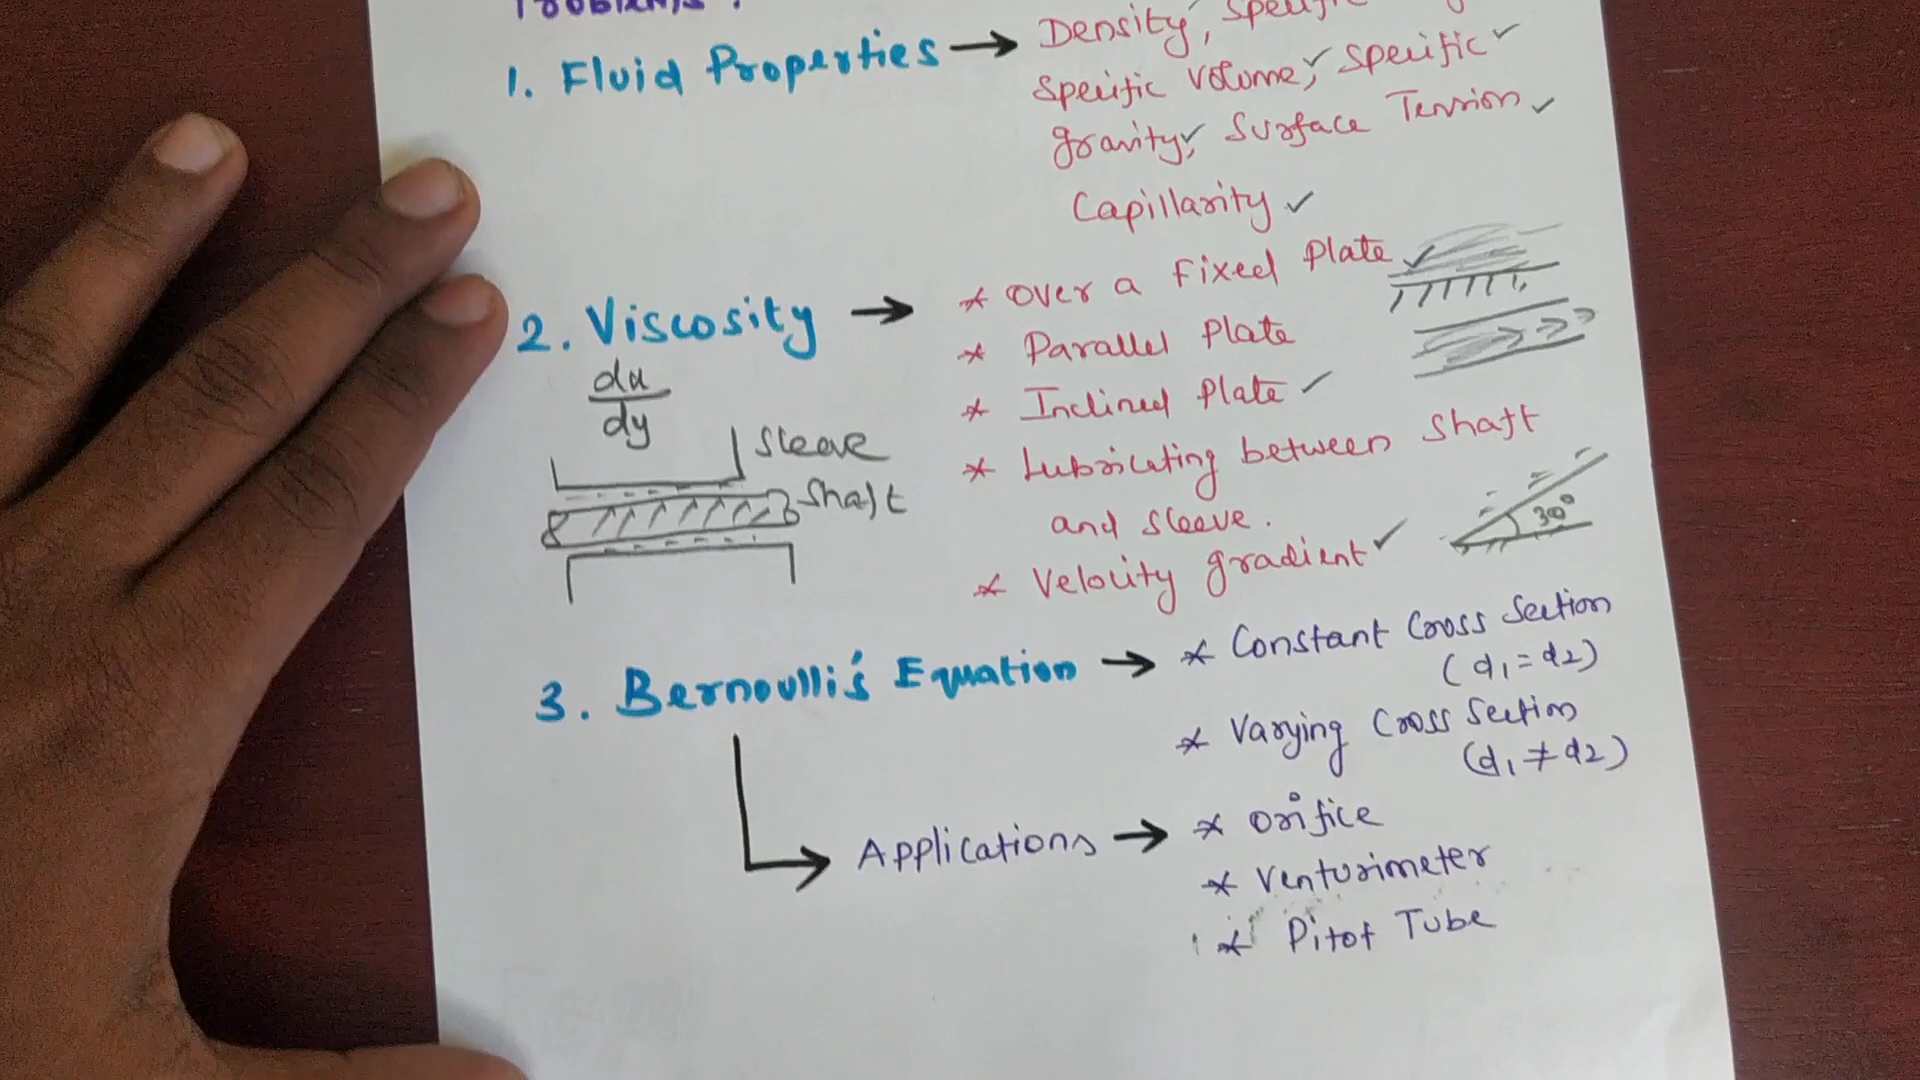 Problems:
1. Fluid Properties → Density, Specific
Specific Volume, ✓ Specific ✓
gravity, ✓ Surface Tension ✓
Capillarity ✓
2. Viscosity → * Over a Fixed Plate ✓
* Parallel Plate
* Inclined Plate ✓
* Lubricating between Shaft
and Sleeve.
* Velocity gradient ✓
du
dy
Sleeve
Shaft
30°
3. Bernoulli's Equation → * Constant Cross Section
(d1 = d2)
* Varying Cross Section
(d1 ≠ d2)
Applications → * Orifice
* Venturimeter
* Pitot Tube